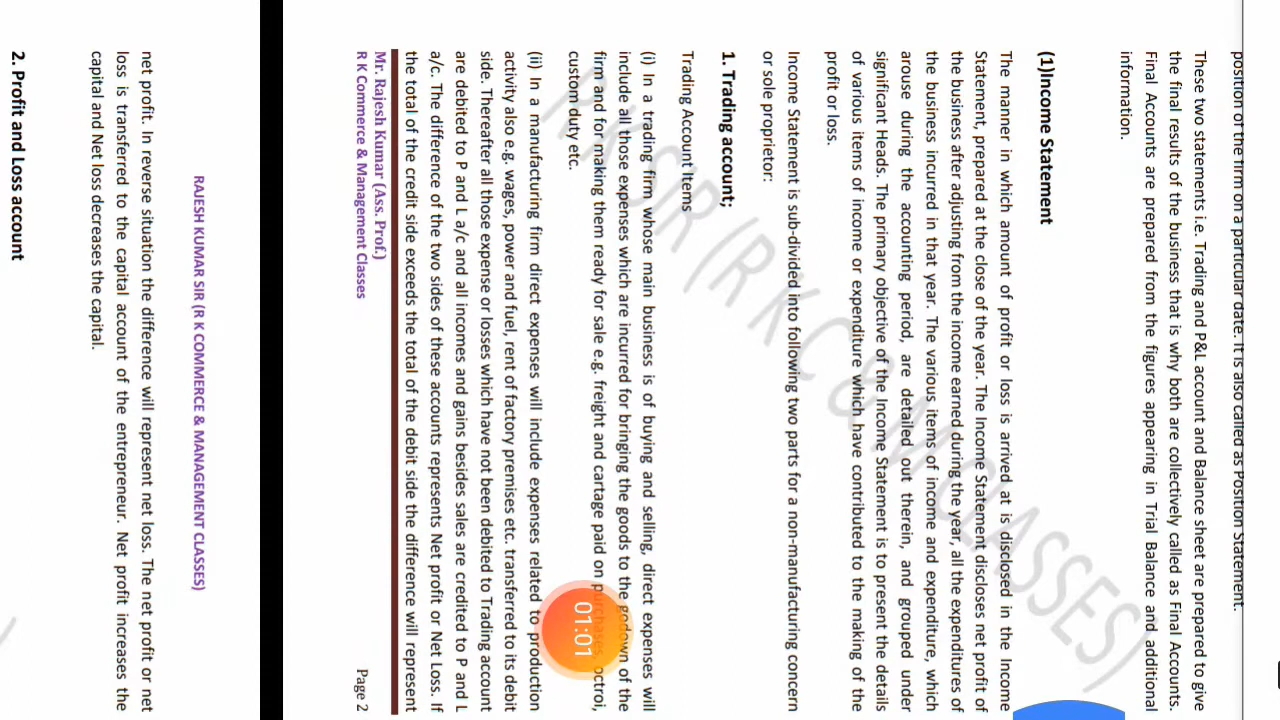 position of the firm on a particular date. It is also called as Position Statement.
These two statements i.e. Trading and P&L account and Balance sheet are prepared to give
the final results of the business that is why both are collectively called as Final Accounts.
Final Accounts are prepared from the figures appearing in Trial Balance and additional
information.
(1)Income Statement
The manner in which amount of profit or loss is arrived at is disclosed in the Income
Statement, prepared at the close of the year. The Income Statement discloses net profit of
the business after adjusting from the income earned during the year, all the expenditures of
the business incurred in that year. The various items of income and expenditure, which
arouse during the accounting period, are detailed out therein, and grouped under
significant Heads. The primary objective of the Income Statement is to present the details
of various items of income or expenditure which have contributed to the making of the
profit or loss.
Income Statement is sub-divided into following two parts for a non-manufacturing concern
or sole proprietor:
1. Trading account;
Trading Account Items
(i) In a trading firm whose main business is of buying and selling, direct expenses will
include all those expenses which are incurred for bringing the goods to the godown of the
firm and for making them ready for sale e.g. freight and cartage paid on purchases, octroi,
custom duty etc.
(ii) In a manufacturing firm direct expenses will include expenses related to production
activity also e.g. wages, power and fuel, rent of factory premises etc. transferred to its debit
side. Thereafter all those expense or losses which have not been debited to Trading account
are debited to P and L a/c and all incomes and gains besides sales are credited to P and L
a/c. The difference of the two sides of these accounts represents Net profit or Net Loss. If
the total of the credit side exceeds the total of the debit side the difference will represent
Mr. Rajesh Kumar (Ass. Prof.)
R K Commerce & Management Classes Page 2
RAJESH KUMAR SIR (R K COMMERCE & MANAGEMENT CLASSES)
net profit. In reverse situation the difference will represent net loss. The net profit or net
loss is transferred to the capital account of the entrepreneur. Net profit increases the
capital and Net loss decreases the capital.
2. Profit and Loss account
RK SIR (R K C & M CLASSES)
01:01